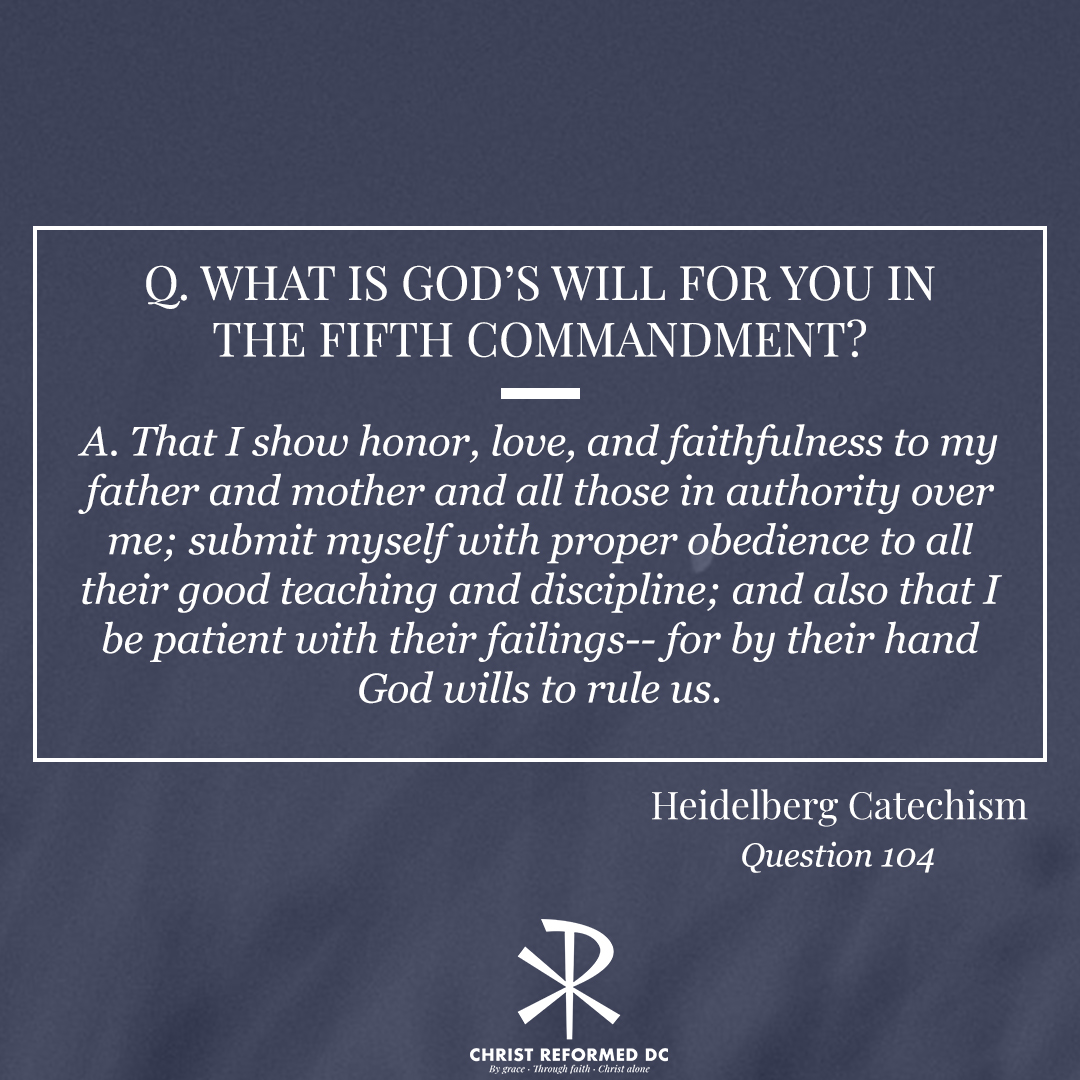 Q. WHAT IS GOD’S WILL FOR YOU IN
THE FIFTH COMMANDMENT?
A. That I show honor, love, and faithfulness to my
father and mother and all those in authority over
me; submit myself with proper obedience to all
their good teaching and discipline; and also that I
be patient with their failings-- for by their hand
God wills to rule us.
Heidelberg Catechism
Question 104
CHRIST REFORMED DC
By grace · Through faith · Christ alone